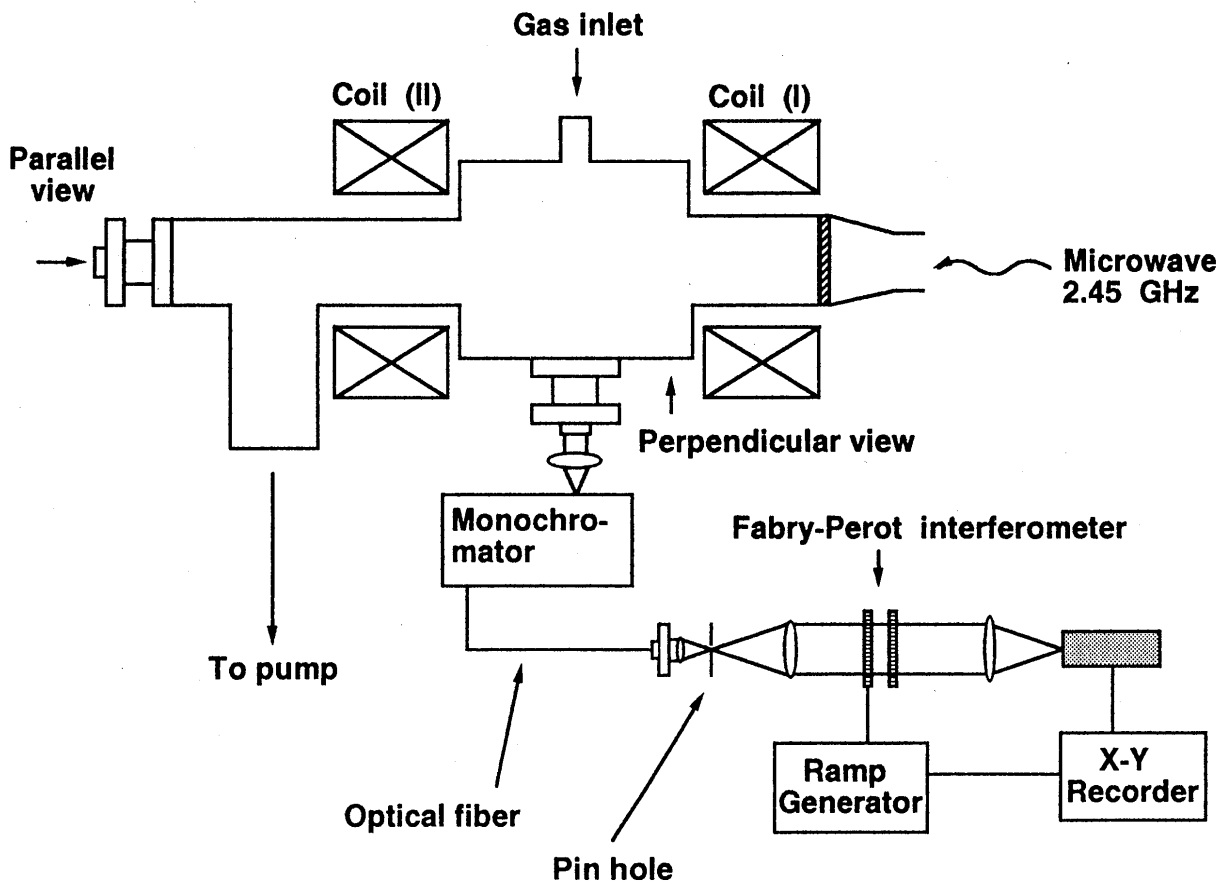 Gas inlet
Coil (II)
Coil (I)
Parallel
view
Microwave
2.45 GHz
Perpendicular view
Monochro-
mator
Fabry-Perot interferometer
To pump
Ramp
Generator
X-Y
Recorder
Optical fiber
Pin hole